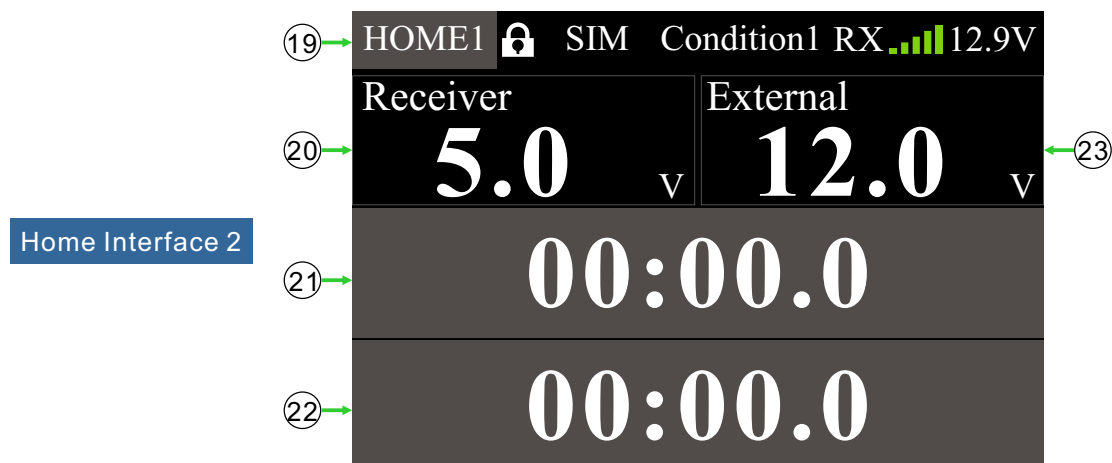 19 HOME1 SIM Condition1 RX 12.9V
Receiver External
20 5.0 V 12.0 V 23
Home Interface 2
21 00:00.0
22 00:00.0